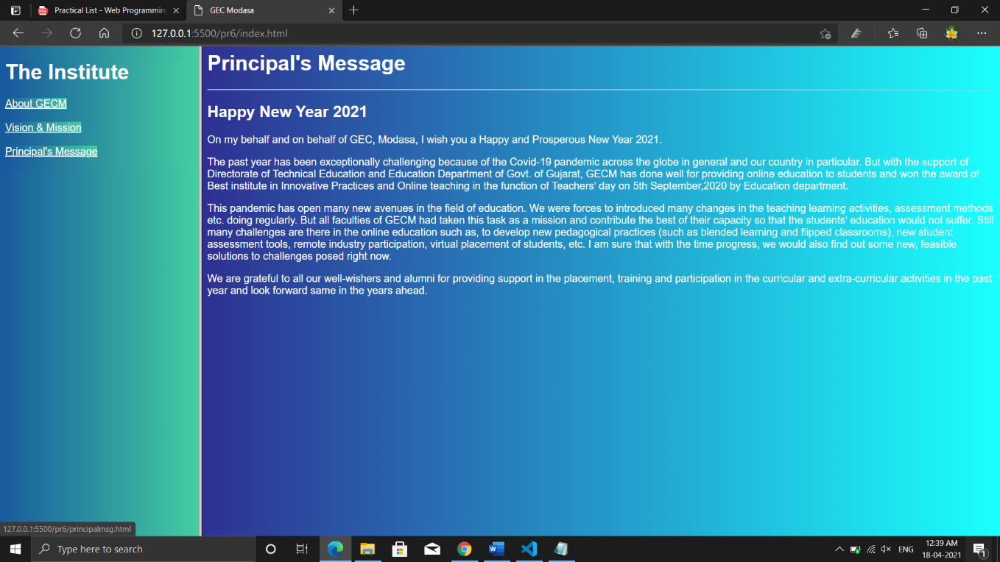 Practical List - Web Programming
GEC Modasa
127.0.0.1:5500/pr6/index.html
The Institute
About GECM
Vision & Mission
Principal's Message
Principal's Message
Happy New Year 2021
On my behalf and on behalf of GEC, Modasa, I wish you a Happy and Prosperous New Year 2021.
The past year has been exceptionally challenging because of the Covid-19 pandemic across the globe in general and our country in particular. But with the support of
Directorate of Technical Education and Education Department of Govt. of Gujarat, GECM has done well for providing online education to students and won the award of
Best institute in Innovative Practices and Online teaching in the function of Teachers' day on 5th September,2020 by Education department.
This pandemic has open many new avenues in the field of education. We were forces to introduced many changes in the teaching learning activities, assessment methods
etc. doing regularly. But all faculties of GECM had taken this task as a mission and contribute the best of their capacity so that the students' education would not suffer. Still
many challenges are there in the online education such as, to develop new pedagogical practices (such as blended learning and flipped classrooms), new student
assessment tools, remote industry participation, virtual placement of students, etc. I am sure that with the time progress, we would also find out some new, feasible
solutions to challenges posed right now.
We are grateful to all our well-wishers and alumni for providing support in the placement, training and participation in the curricular and extra-curricular activities in the past
year and look forward same in the years ahead.
127.0.0.1:5500/pr6/principalmsg.html
Type here to search
ENG
12:39 AM
18-04-2021
1